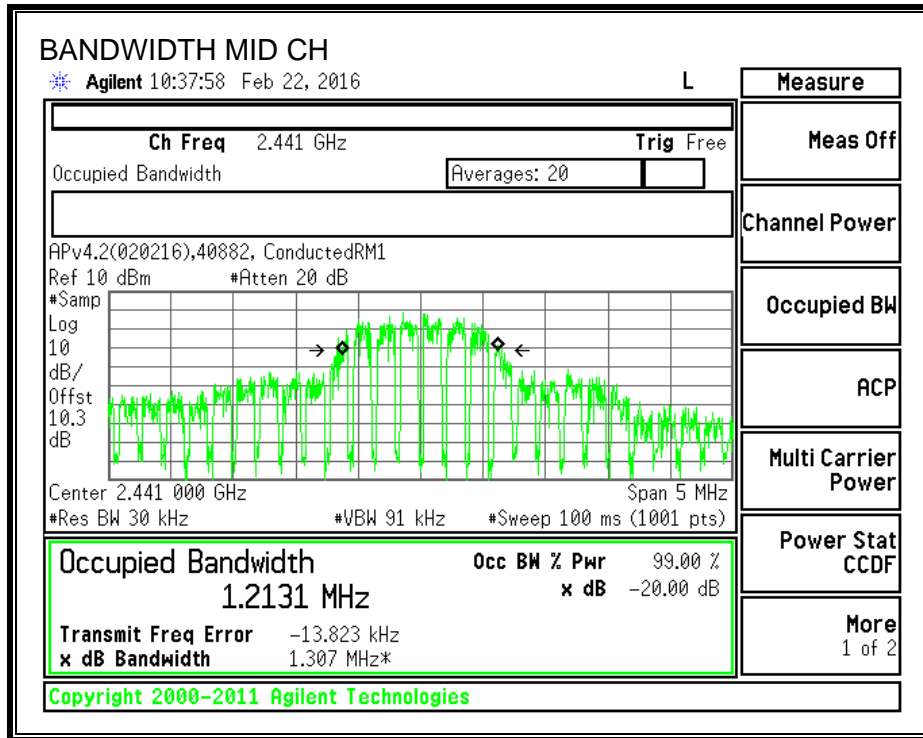 BANDWIDTH MID CH
Agilent 10:37:58 Feb 22, 2016 L
Measure
Ch Freq 2.441 GHz Trig Free
Meas Off
Occupied Bandwidth Averages: 20
Channel Power
APv4.2(020216),40882, ConductedRM1
Ref 10 dBm #Atten 20 dB
#Samp
Log
10
dB/
Offst
10.3
dB
Occupied BW
ACP
Multi Carrier
Power
Center 2.441 000 GHz Span 5 MHz
#Res BW 30 kHz #VBW 91 kHz #Sweep 100 ms (1001 pts)
Power Stat
CCDF
Occupied Bandwidth Occ BW % Pwr 99.00 %
1.2131 MHz x dB -20.00 dB
Transmit Freq Error -13.823 kHz
x dB Bandwidth 1.307 MHz*
More
1 of 2
Copyright 2000-2011 Agilent Technologies